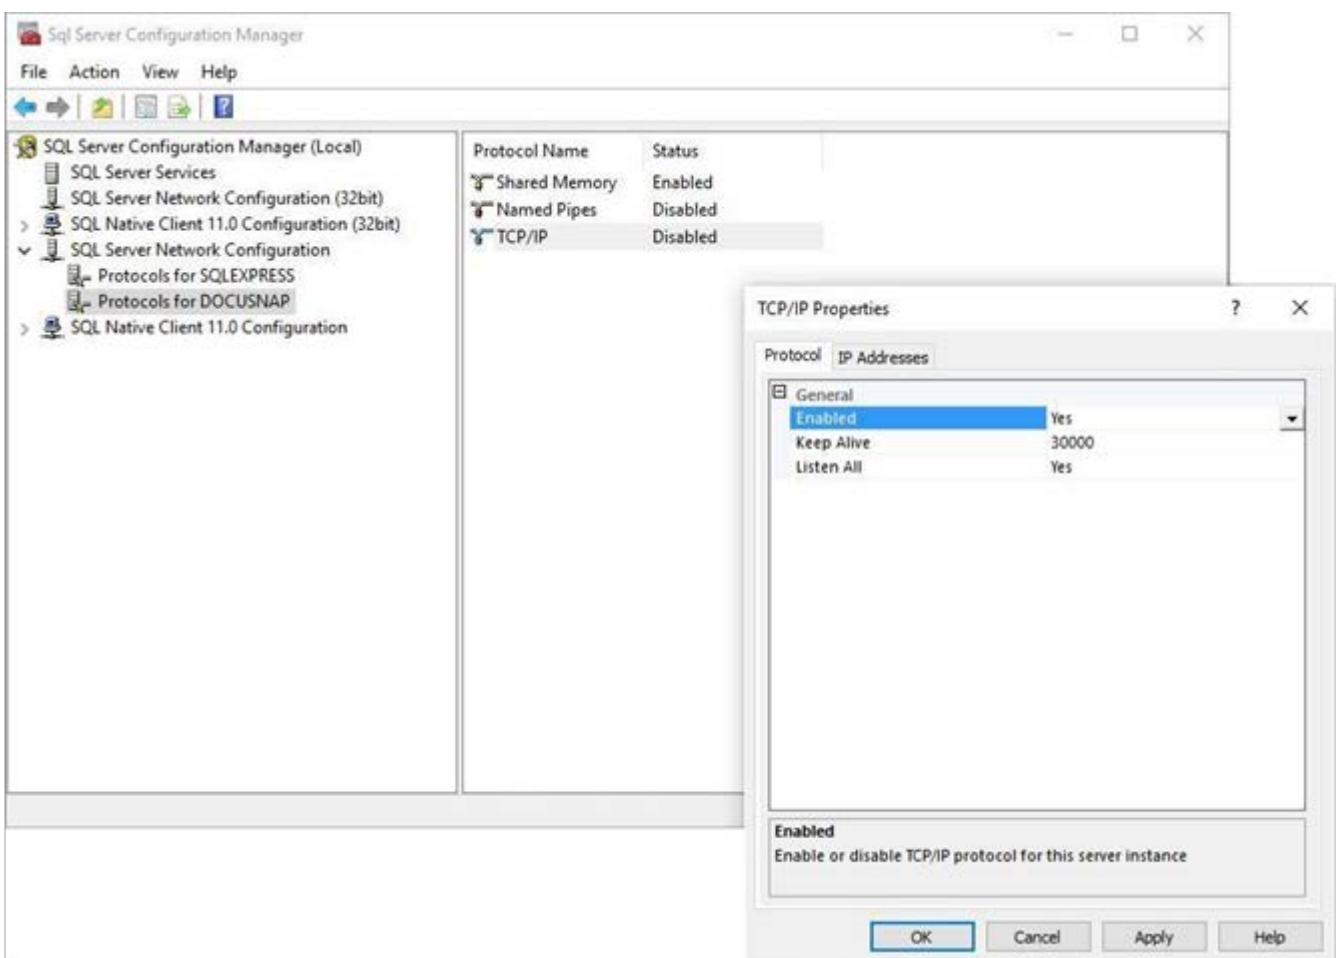 Sql Server Configuration Manager
File Action View Help
SQL Server Configuration Manager (Local)
SQL Server Services
SQL Server Network Configuration (32bit)
SQL Native Client 11.0 Configuration (32bit)
SQL Server Network Configuration
Protocols for SQLEXPRESS
Protocols for DOCUSNAP
SQL Native Client 11.0 Configuration
Protocol Name Status
Shared Memory Enabled
Named Pipes Disabled
TCP/IP Disabled
TCP/IP Properties ?
Protocol IP Addresses
General
Enabled Yes
Keep Alive 30000
Listen All Yes
Enabled
Enable or disable TCP/IP protocol for this server instance
OK Cancel Apply Help